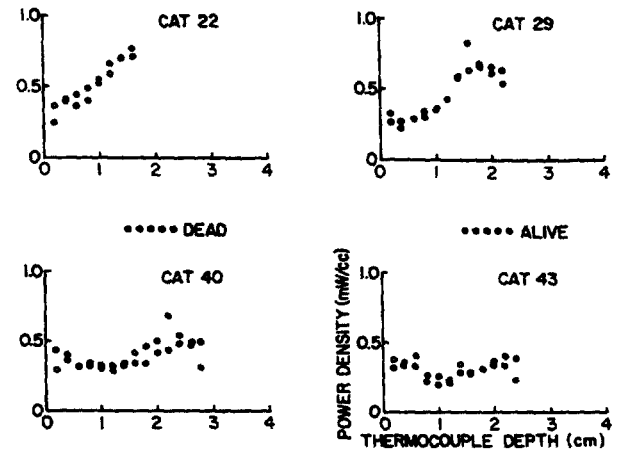 CAT 22
1.0
0.5
0
0 1 2 3 4
CAT 29
1.0
0.5
0
0 1 2 3 4
DEAD
ALIVE
CAT 40
1.0
0.5
0
0 1 2 3 4
CAT 43
1.0
0.5
0
0 1 2 3 4
POWER DENSITY (mW/cc)
THERMOCOUPLE DEPTH (cm)